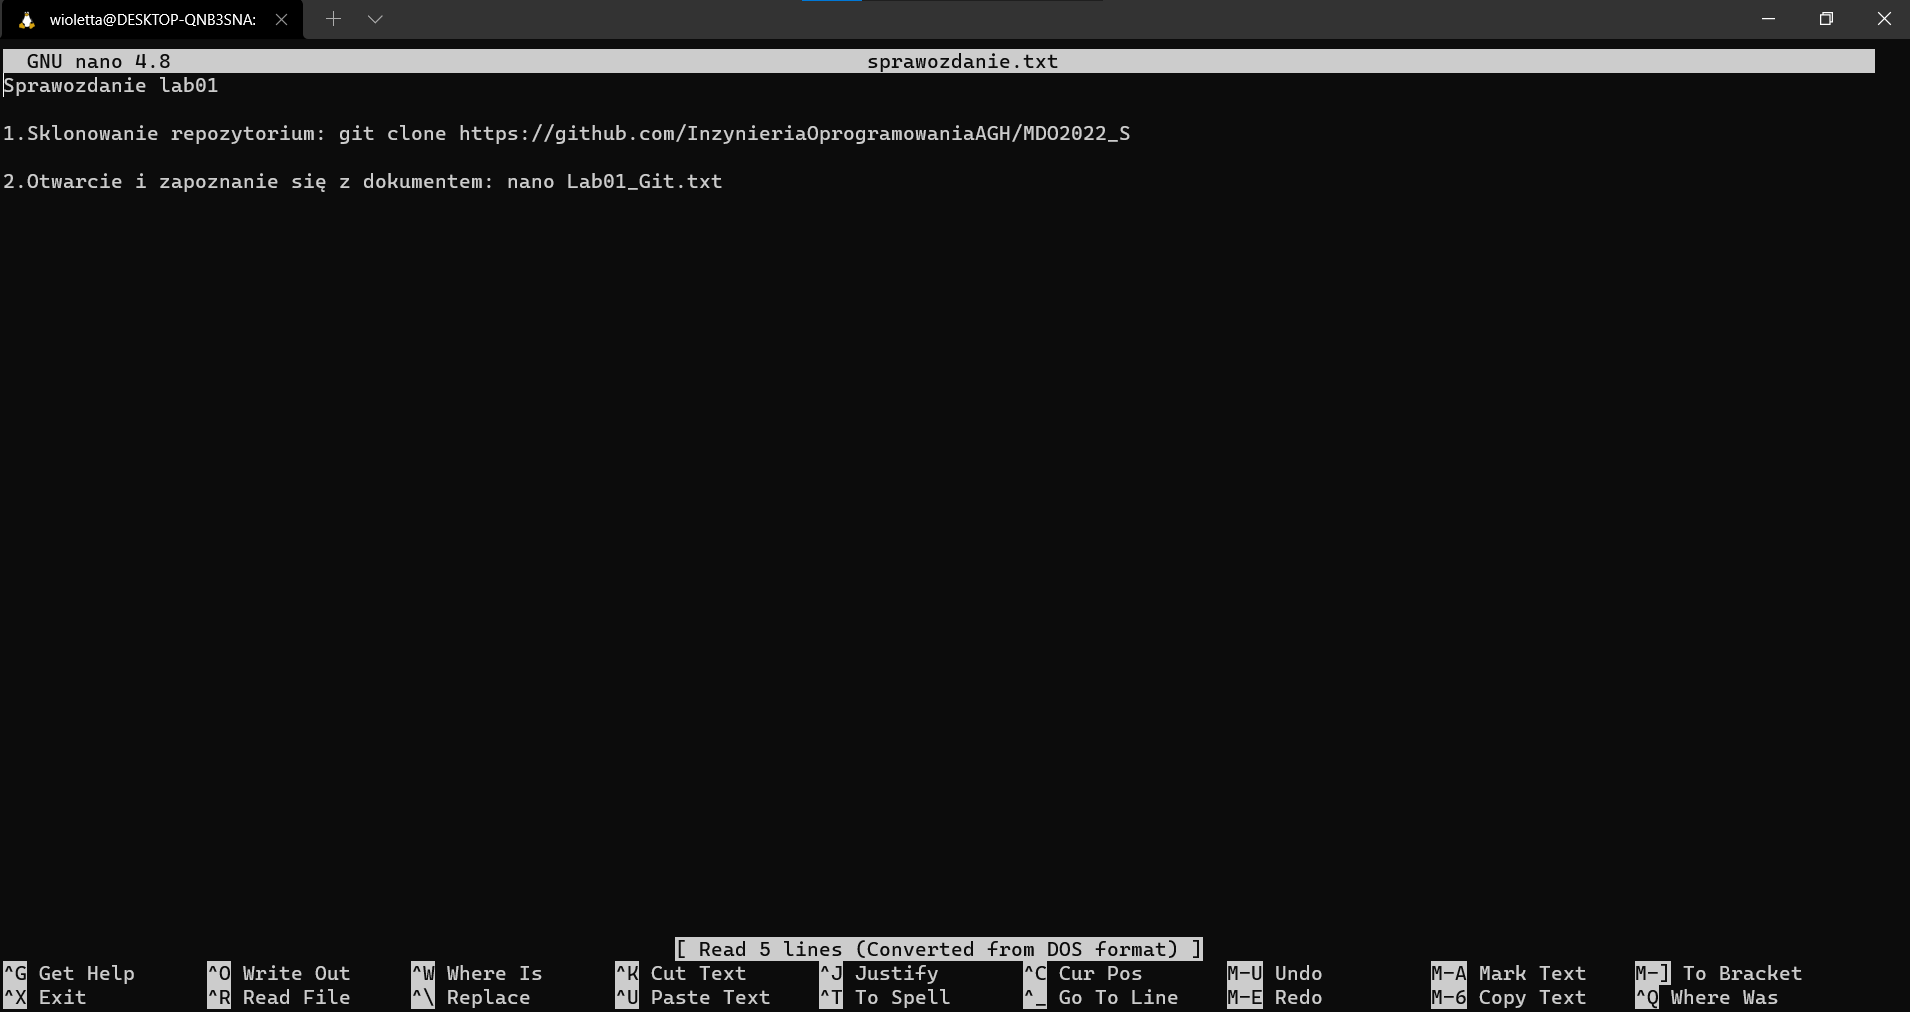 wioletta@DESKTOP-QNB3SNA:
GNU nano 4.8 sprawozdanie.txt
Sprawozdanie lab01
1.Sklonowanie repozytorium: git clone https://github.com/InzynieriaOprogramowaniaAGH/MDO2022_S
2.Otwarcie i zapoznanie się z dokumentem: nano Lab01_Git.txt
[ Read 5 lines (Converted from DOS format) ]
^G Get Help ^O Write Out ^W Where Is ^K Cut Text ^J Justify ^C Cur Pos M-U Undo M-A Mark Text M-] To Bracket
^X Exit ^R Read File ^\ Replace ^U Paste Text ^T To Spell ^_ Go To Line M-E Redo M-6 Copy Text ^Q Where Was